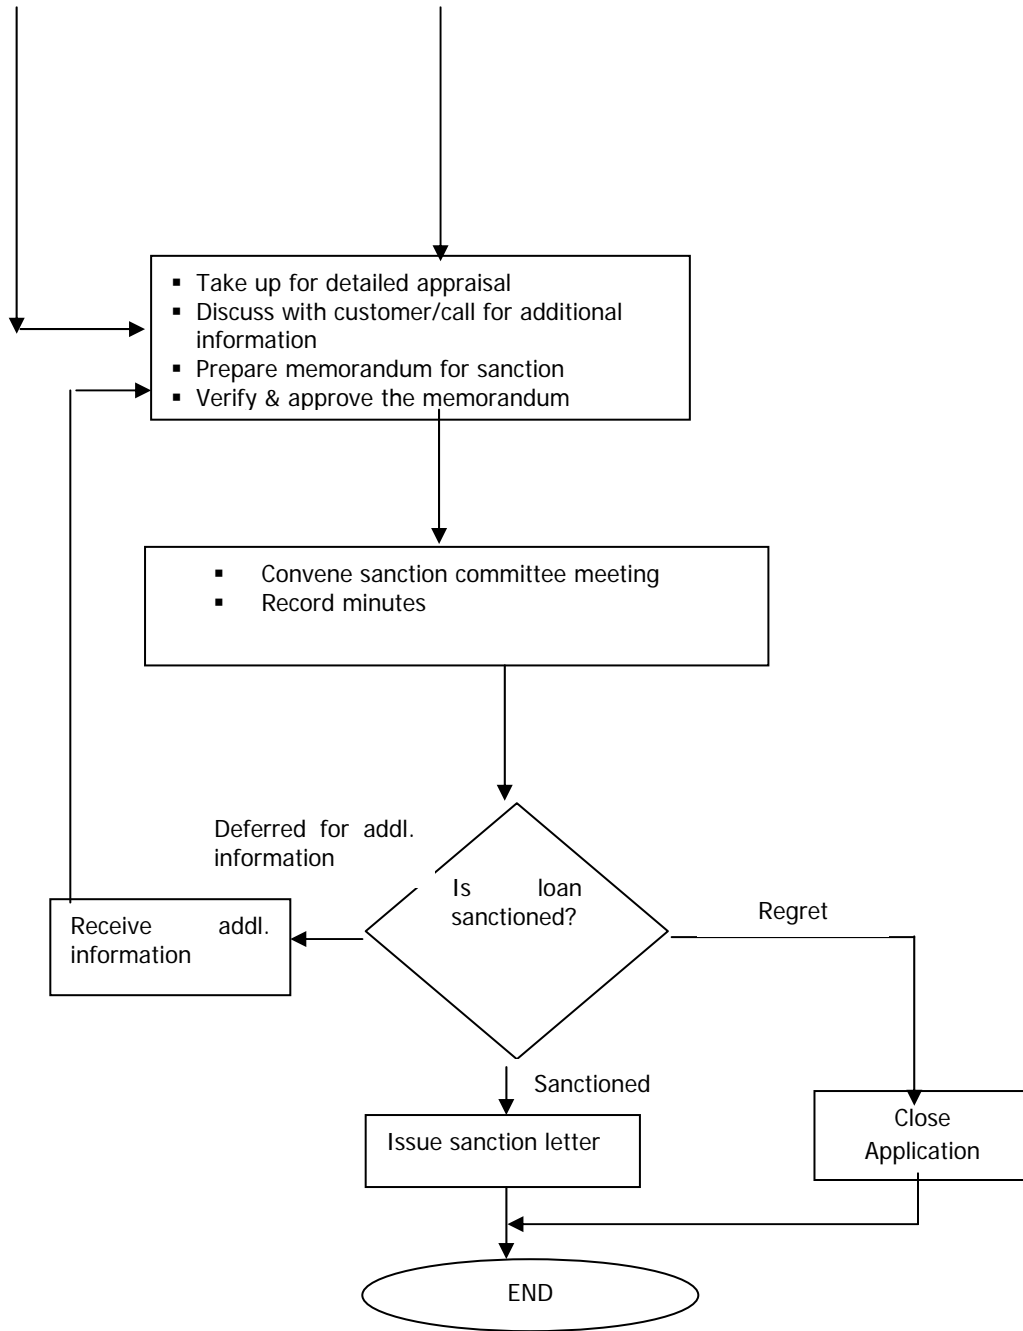 ▪ Take up for detailed appraisal
▪ Discuss with customer/call for additional
information
▪ Prepare memorandum for sanction
▪ Verify & approve the memorandum
▪ Convene sanction committee meeting
▪ Record minutes
Deferred for addl.
information
Is loan
sanctioned?
Regret
Receive addl.
information
Sanctioned
Issue sanction letter
Close
Application
END